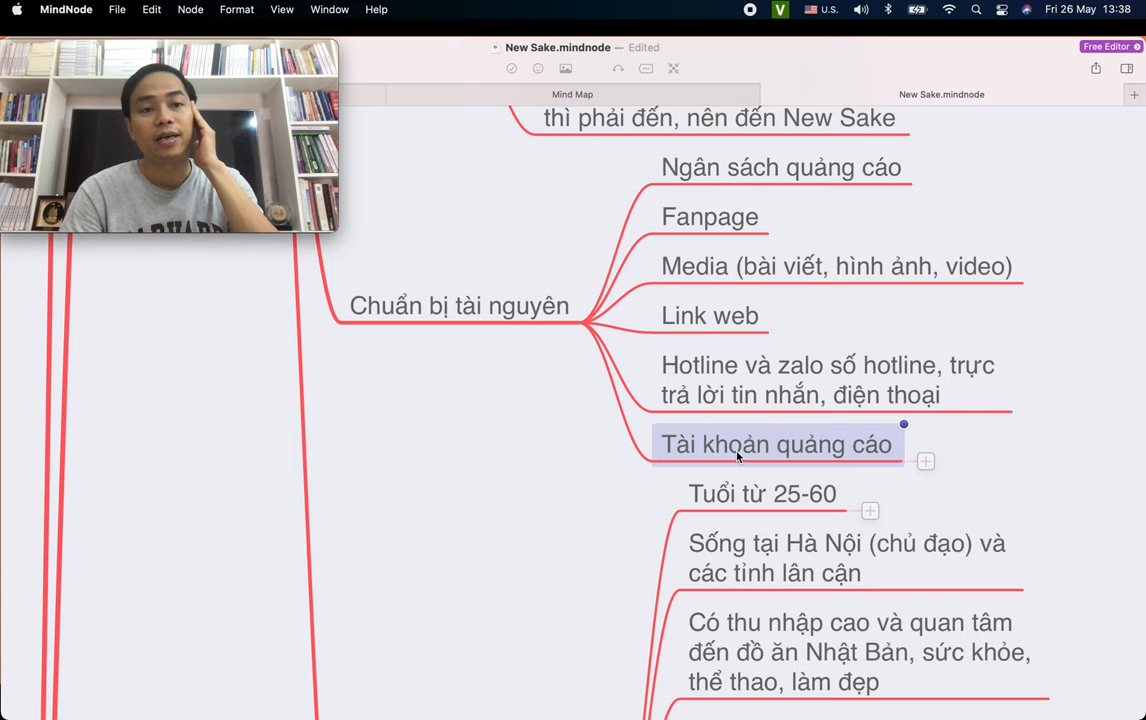 MindNode File Edit Node Format View Window Help
V U.S. Fri 26 May 13:38
New Sake.mindnode — Edited
Free Editor
Mind Map
New Sake.mindnode
thì phải đến, nên đến New Sake
Ngân sách quảng cáo
Fanpage
Media (bài viết, hình ảnh, video)
Chuẩn bị tài nguyên
Link web
Hotline và zalo số hotline, trực
trả lời tin nhắn, điện thoại
Tài khoản quảng cáo
Tuổi từ 25-60
Sống tại Hà Nội (chủ đạo) và
các tỉnh lân cận
Có thu nhập cao và quan tâm
đến đồ ăn Nhật Bản, sức khỏe,
thể thao, làm đẹp